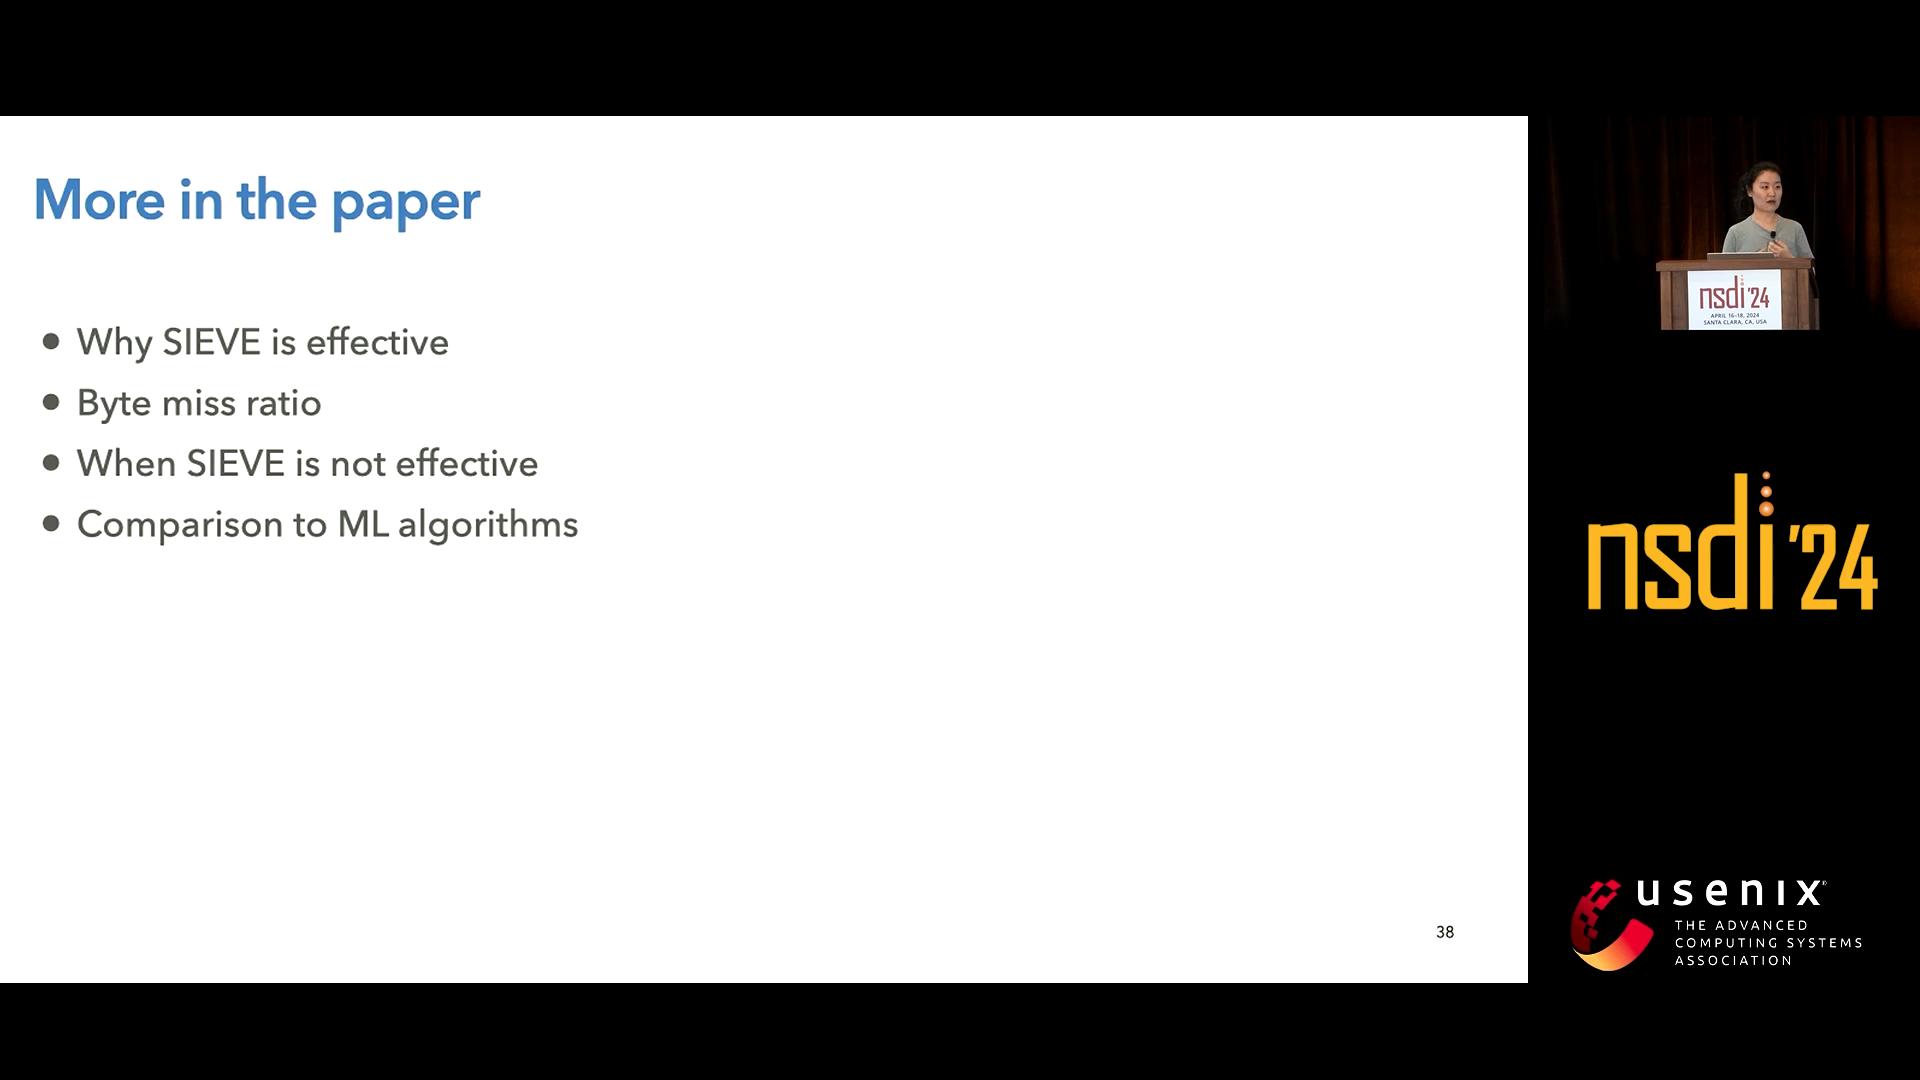 More in the paper
• Why SIEVE is effective
• Byte miss ratio
• When SIEVE is not effective
• Comparison to ML algorithms
38
nsdi'24
APRIL 16–18, 2024
SANTA CLARA, CA, USA
nsdi'24
usenix®
THE ADVANCED
COMPUTING SYSTEMS
ASSOCIATION